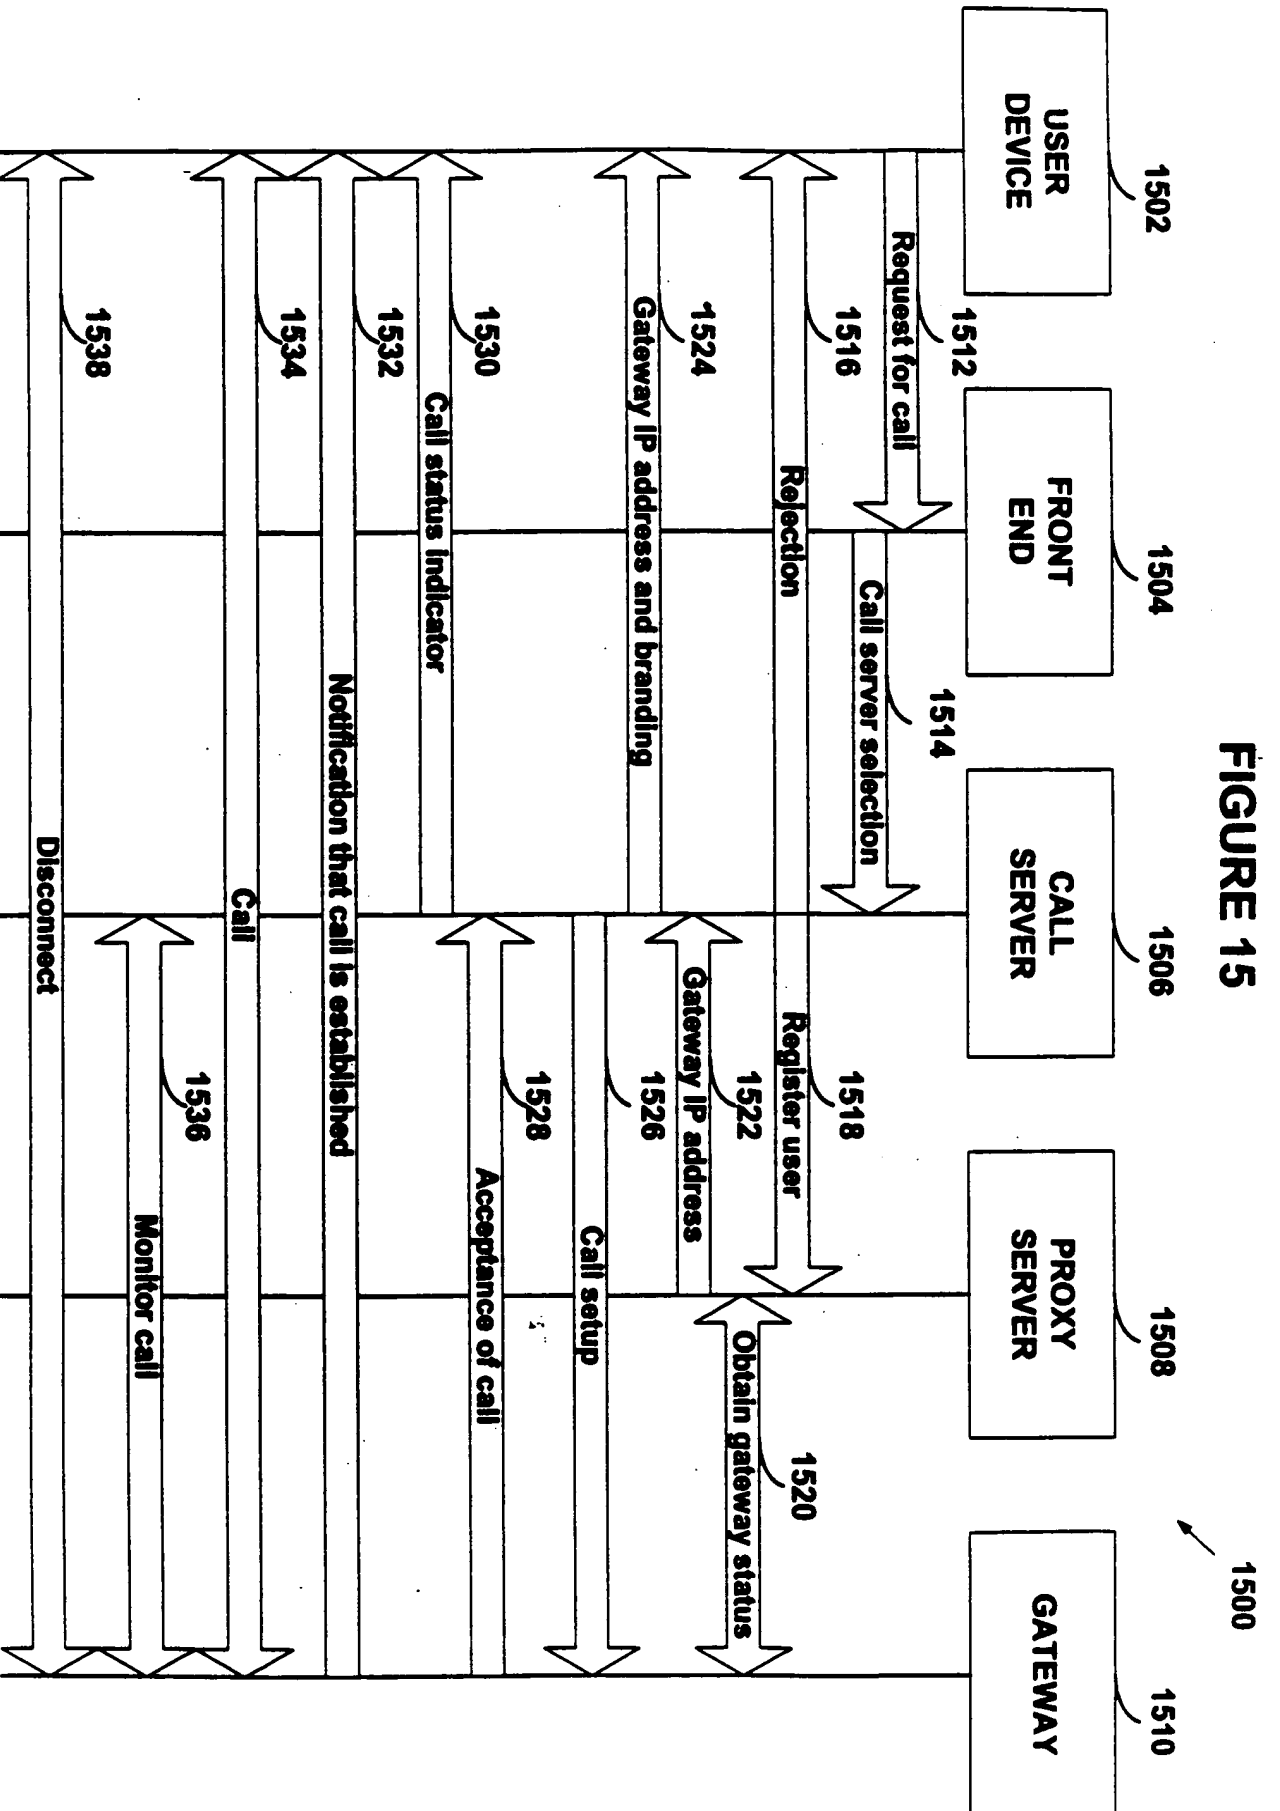 FIGURE 15
1500
1502
USER
DEVICE
1504
FRONT
END
1506
CALL
SERVER
1508
PROXY
SERVER
1510
GATEWAY
1512
Request for call
1514
Call server selection
1516
Rejection
1518
Register user
1520
Obtain gateway status
1522
Gateway IP address
1524
Gateway IP address and branding
1526
Call setup
1528
Acceptance of call
1530
Call status indicator
1532
Notification that call is established
1534
Call
1536
Monitor call
1538
Disconnect